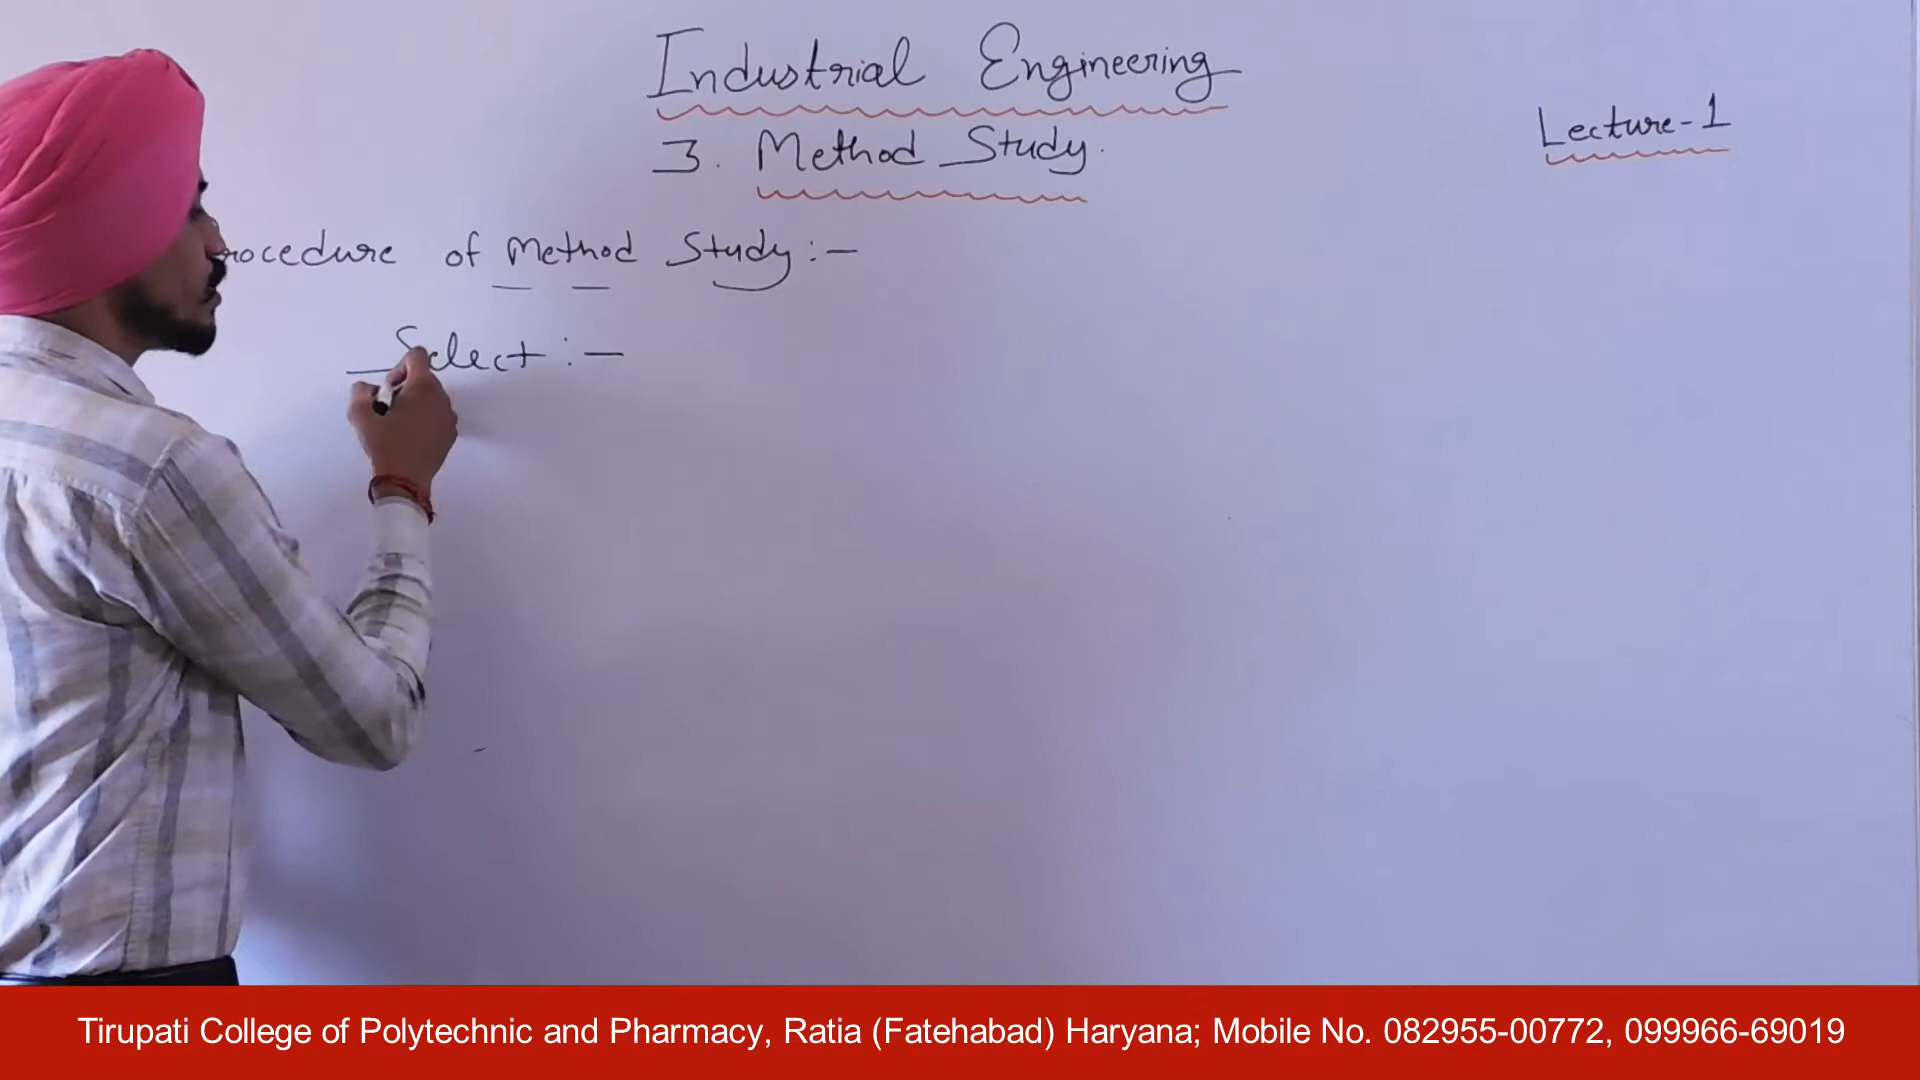 Industrial Engineering
3. Method Study.
Lecture-1
rocedure of Method Study :-
Select :-
Tirupati College of Polytechnic and Pharmacy, Ratia (Fatehabad) Haryana; Mobile No. 082955-00772, 099966-69019